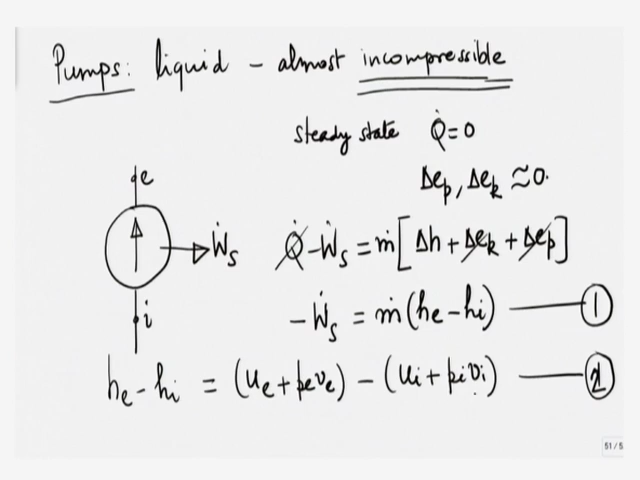 Pumps: liquid - almost incompressible
steady state Q̇=0
Δep, Δek ≈0.
e
Ẇs Q̇-Ẇs = ṁ[Δh + Δek + Δep]
i -Ẇs = ṁ(he-hi) 1
he-hi = (ue+peve) - (ui+pivi) 2
51/5